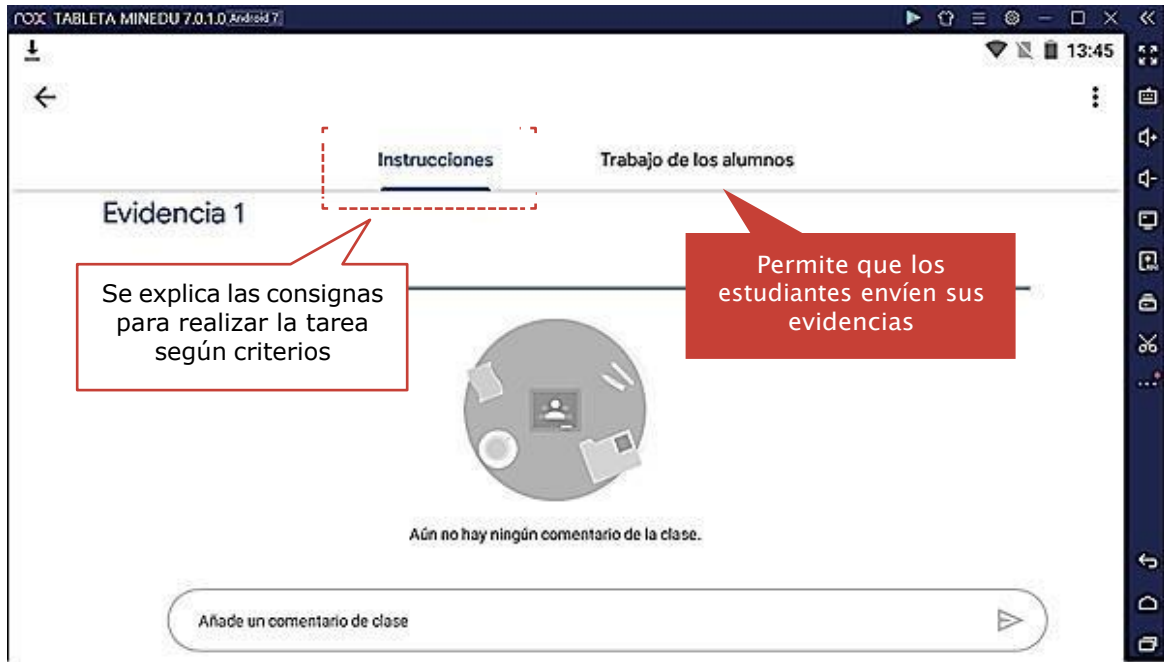 nox TABLETA MINEDU 7.0.1.0 Android 7
13:45
Instrucciones
Trabajo de los alumnos
Evidencia 1
Se explica las consignas
para realizar la tarea
según criterios
Permite que los
estudiantes envíen sus
evidencias
Aún no hay ningún comentario de la clase.
Añade un comentario de clase